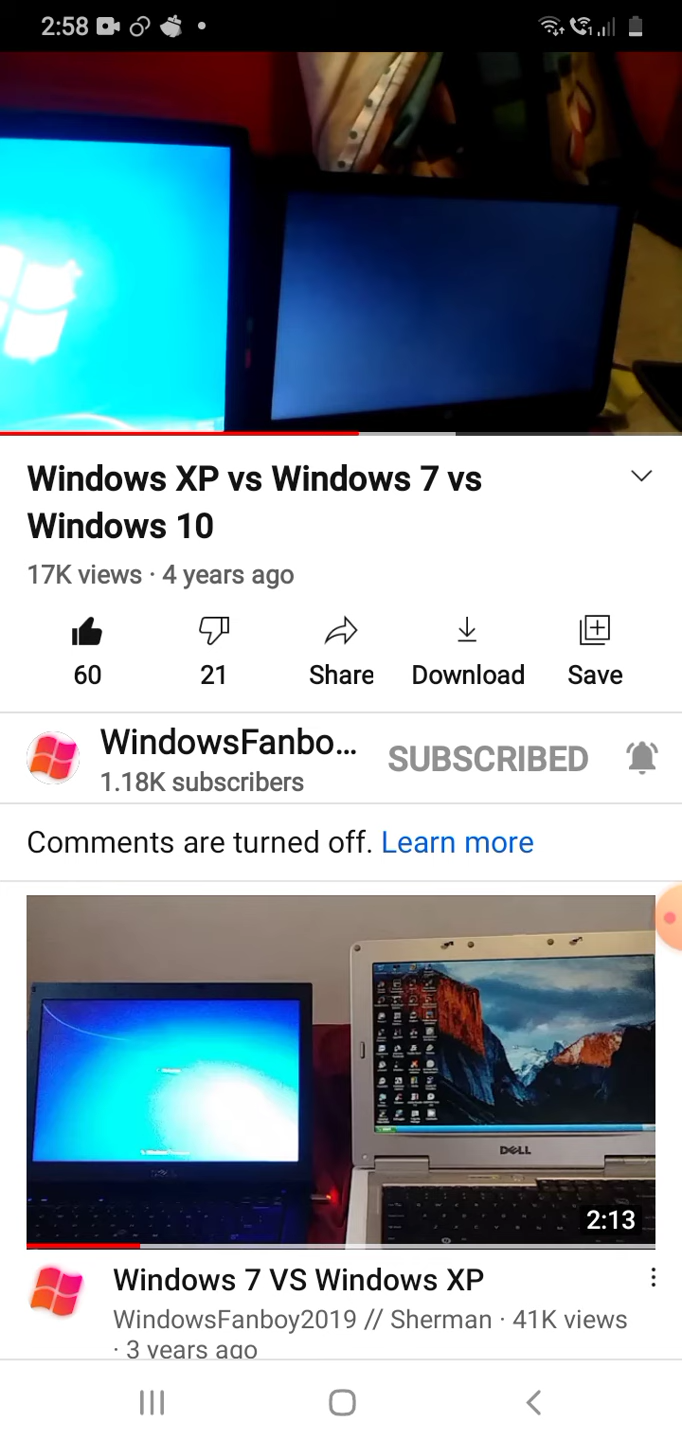 2:58
Windows XP vs Windows 7 vs
Windows 10
17K views · 4 years ago
60
21
Share
Download
Save
WindowsFanbo...
SUBSCRIBED
1.18K subscribers
Comments are turned off. Learn more
DELL
2:13
Windows 7 VS Windows XP
WindowsFanboy2019 // Sherman · 41K views
· 3 years ago